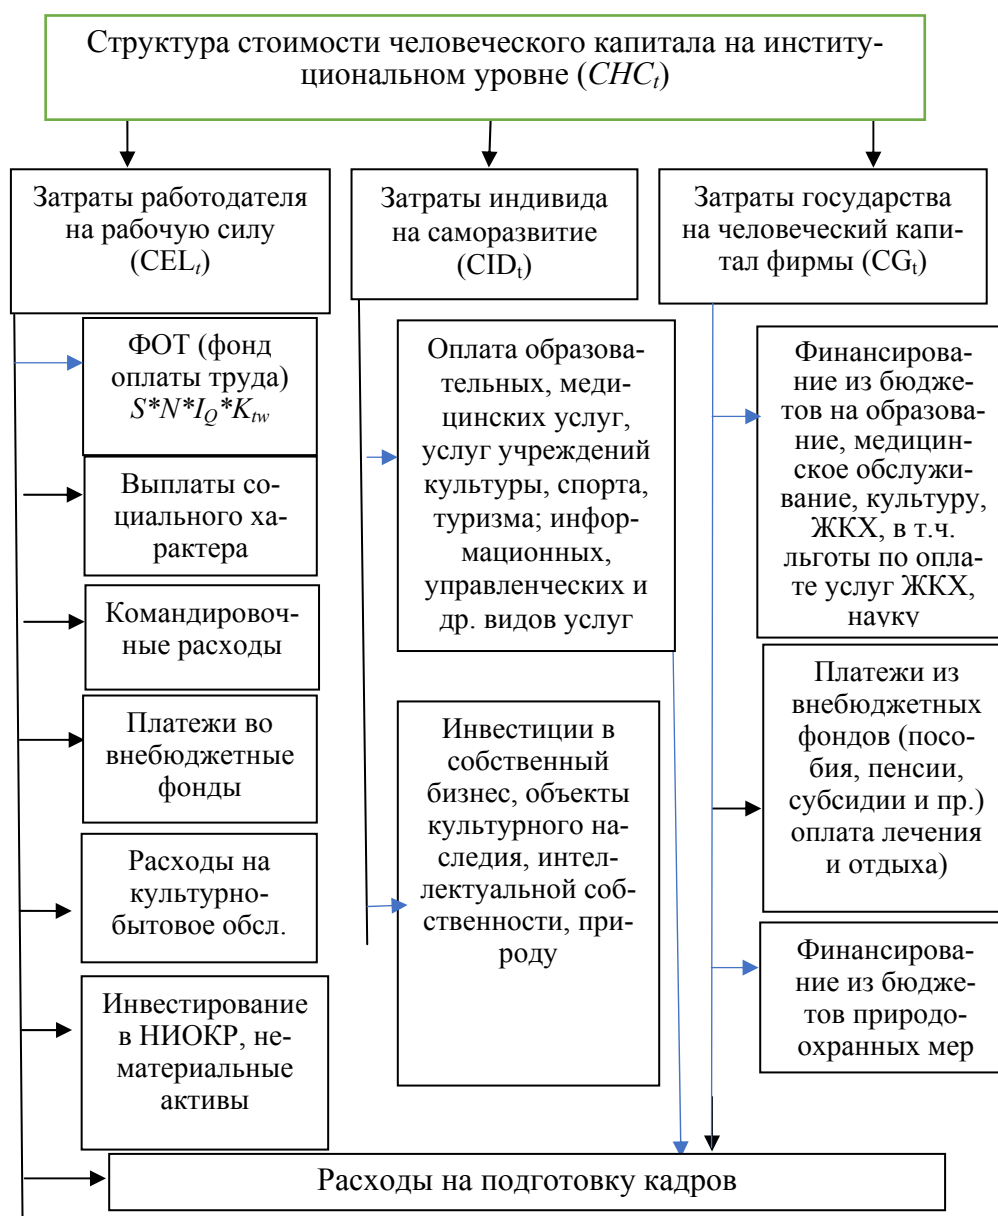 Структура стоимости человеческого капитала на институ-
циональном уровне (CHCt)
Затраты работодателя
на рабочую силу
(CELt)
Затраты индивида
на саморазвитие
(CIDt)
Затраты государства
на человеческий капи-
тал фирмы (CGt)
ФОТ (фонд
оплаты труда)
S*N*IQ*Ktw
Выплаты со-
циального ха-
рактера
Командировоч-
ные расходы
Платежи во
внебюджетные
фонды
Расходы на
культурно-
бытовое обсл.
Инвестирование
в НИОКР, не-
материальные
активы
Оплата образова-
тельных, меди-
цинских услуг,
услуг учреждений
культуры, спорта,
туризма; инфор-
мационных,
управленческих и
др. видов услуг
Инвестиции в
собственный
бизнес, объекты
культурного на-
следия, интел-
лектуальной соб-
ственности, при-
роду
Финансирова-
ние из бюдже-
тов на образова-
ние, медицин-
ское обслужи-
вание, культуру,
ЖКХ, в т.ч.
льготы по опла-
те услуг ЖКХ,
науку
Платежи из
внебюджетных
фондов (посо-
бия, пенсии,
субсидии и пр.)
оплата лечения
и отдыха)
Финансирова-
ние из бюдже-
тов природо-
охранных мер
Расходы на подготовку кадров